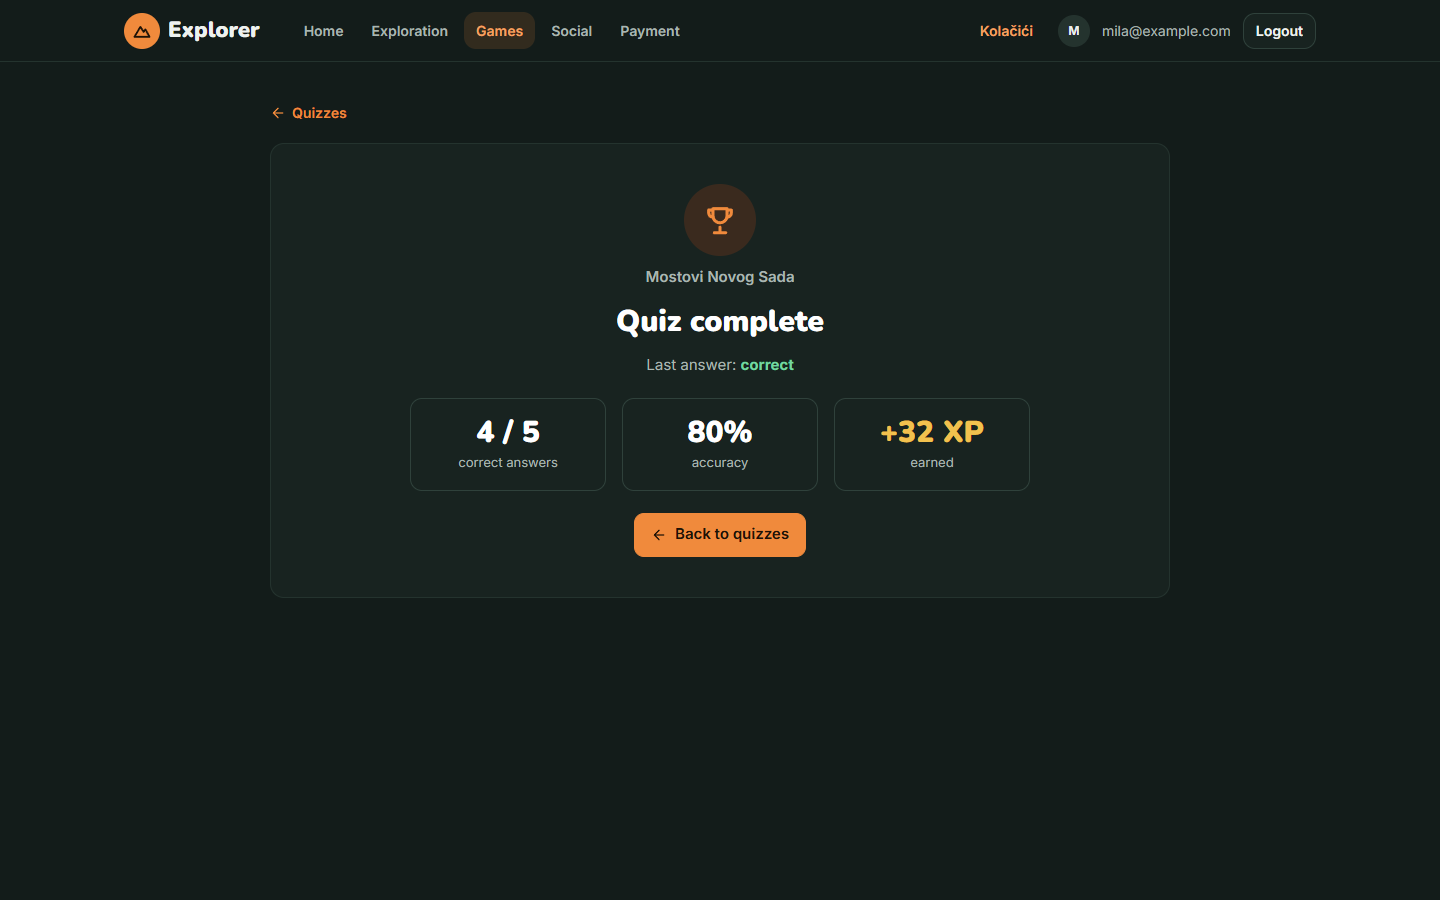 Explorer
Home Exploration Games Social Payment
Kolačići M mila@example.com Logout
← Quizzes
Mostovi Novog Sada
Quiz complete
Last answer: correct
4 / 5
correct answers
80%
accuracy
+32 XP
earned
← Back to quizzes